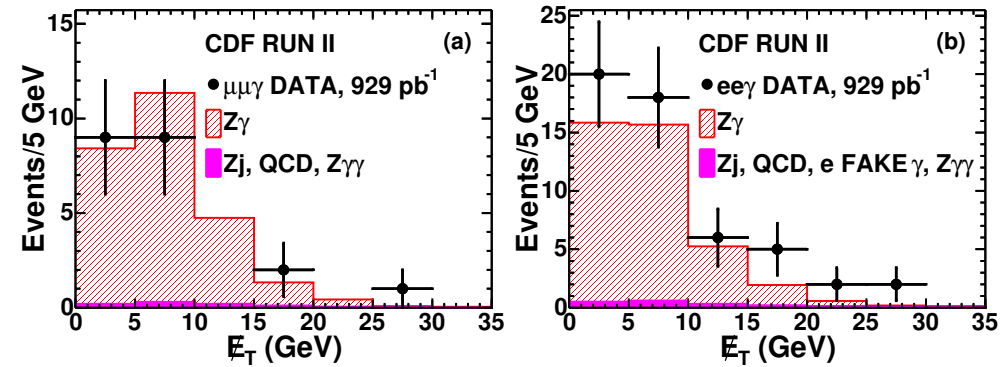 CDF RUN II (a)
μμγ DATA, 929 pb⁻¹
Zγ
Zj, QCD, Zγγ
Events/5 GeV
15
10
5
0
0 5 10 15 20 25 30 35
E̸_T (GeV)
CDF RUN II (b)
eeγ DATA, 929 pb⁻¹
Zγ
Zj, QCD, e FAKE γ, Zγγ
Events/5 GeV
25
20
15
10
5
0
0 5 10 15 20 25 30 35
E̸_T (GeV)